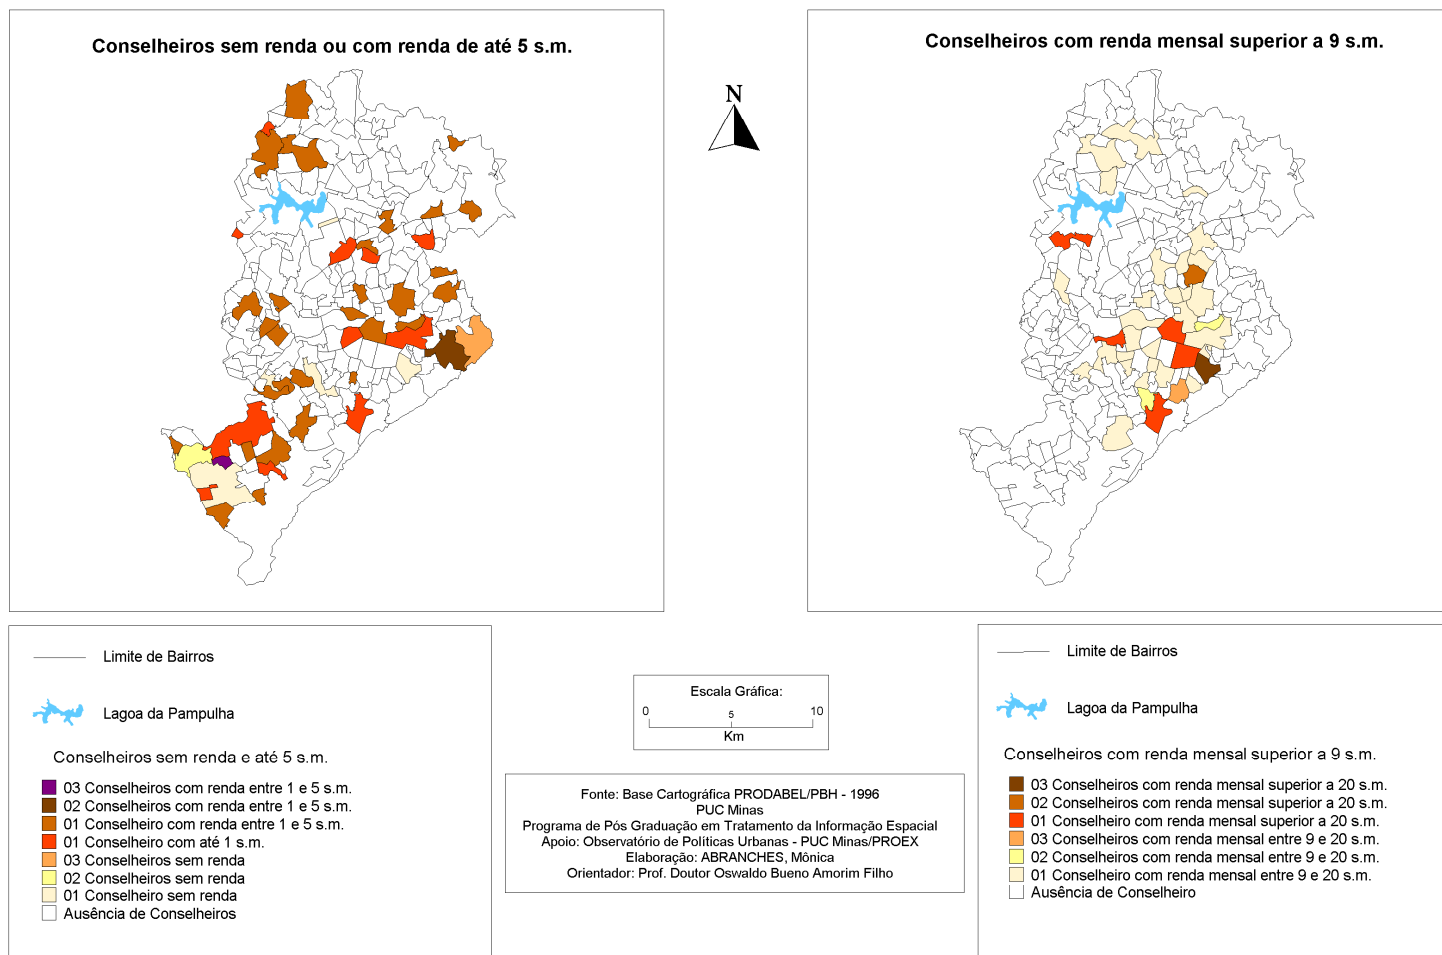 Conselheiros sem renda ou com renda de até 5 s.m.
Conselheiros com renda mensal superior a 9 s.m.
N
Limite de Bairros
Lagoa da Pampulha
Conselheiros sem renda e até 5 s.m.
03 Conselheiros com renda entre 1 e 5 s.m.
02 Conselheiros com renda entre 1 e 5 s.m.
01 Conselheiro com renda entre 1 e 5 s.m.
01 Conselheiro com até 1 s.m.
03 Conselheiros sem renda
02 Conselheiros sem renda
01 Conselheiro sem renda
Ausência de Conselheiros
Escala Gráfica:
0 5 10
Km
Fonte: Base Cartográfica PRODABEL/PBH - 1996
PUC Minas
Programa de Pós Graduação em Tratamento da Informação Espacial
Apoio: Observatório de Políticas Urbanas - PUC Minas/PROEX
Elaboração: ABRANCHES, Mônica
Orientador: Prof. Doutor Oswaldo Bueno Amorim Filho
Limite de Bairros
Lagoa da Pampulha
Conselheiros com renda mensal superior a 9 s.m.
03 Conselheiros com renda mensal superior a 20 s.m.
02 Conselheiros com renda mensal superior a 20 s.m.
01 Conselheiro com renda mensal superior a 20 s.m.
03 Conselheiros com renda mensal entre 9 e 20 s.m.
02 Conselheiros com renda mensal entre 9 e 20 s.m.
01 Conselheiro com renda mensal entre 9 e 20 s.m.
Ausência de Conselheiro